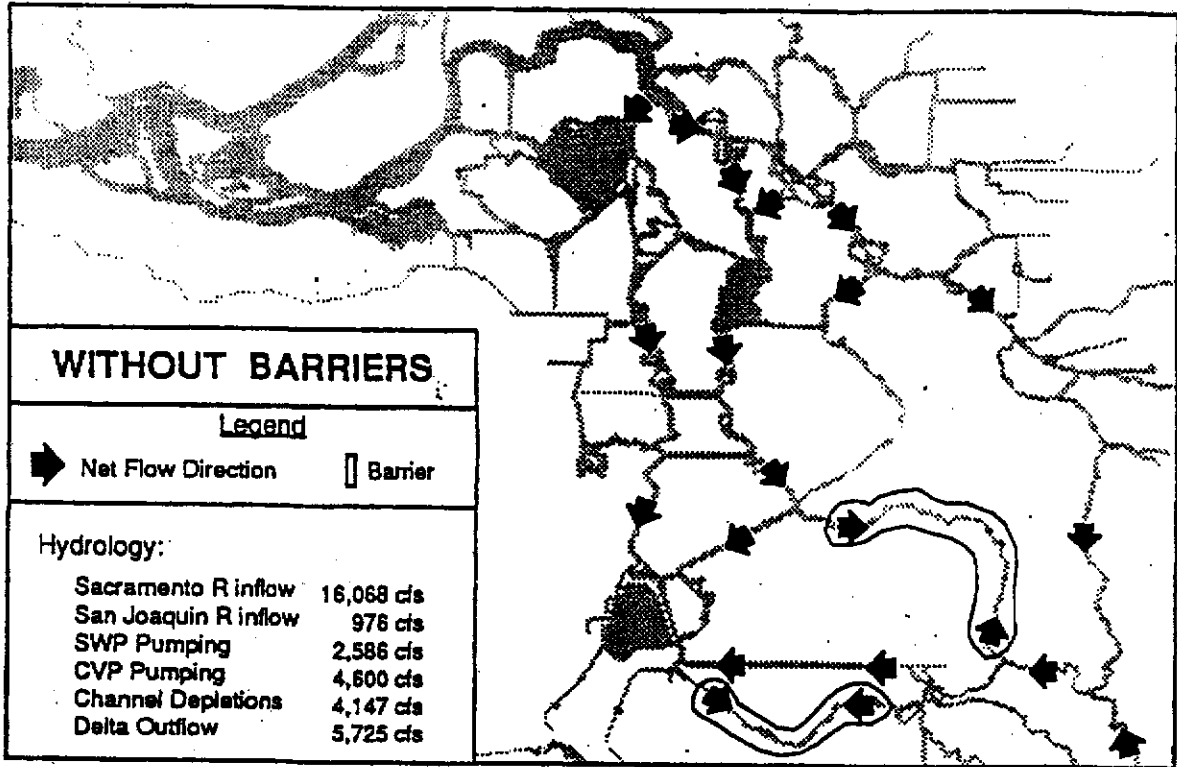 WITHOUT BARRIERS
Legend
Net Flow Direction
Barrier
Hydrology:
Sacramento R inflow 16,068 cfs
San Joaquin R inflow 976 cfs
SWP Pumping 2,586 cfs
CVP Pumping 4,600 cfs
Channel Depletions 4,147 cfs
Delta Outflow 5,725 cfs